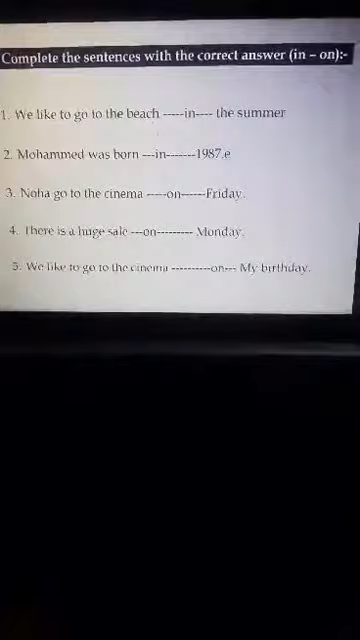 Complete the sentences with the correct answer (in – on):-
1. We like to go to the beach -----in---- the summer
2. Mohammed was born ---in-------1987.e
3. Noha go to the cinema -----on------Friday.
4. There is a huge sale ---on--------- Monday.
5. We like to go to the cinema ----------on--- My birthday.